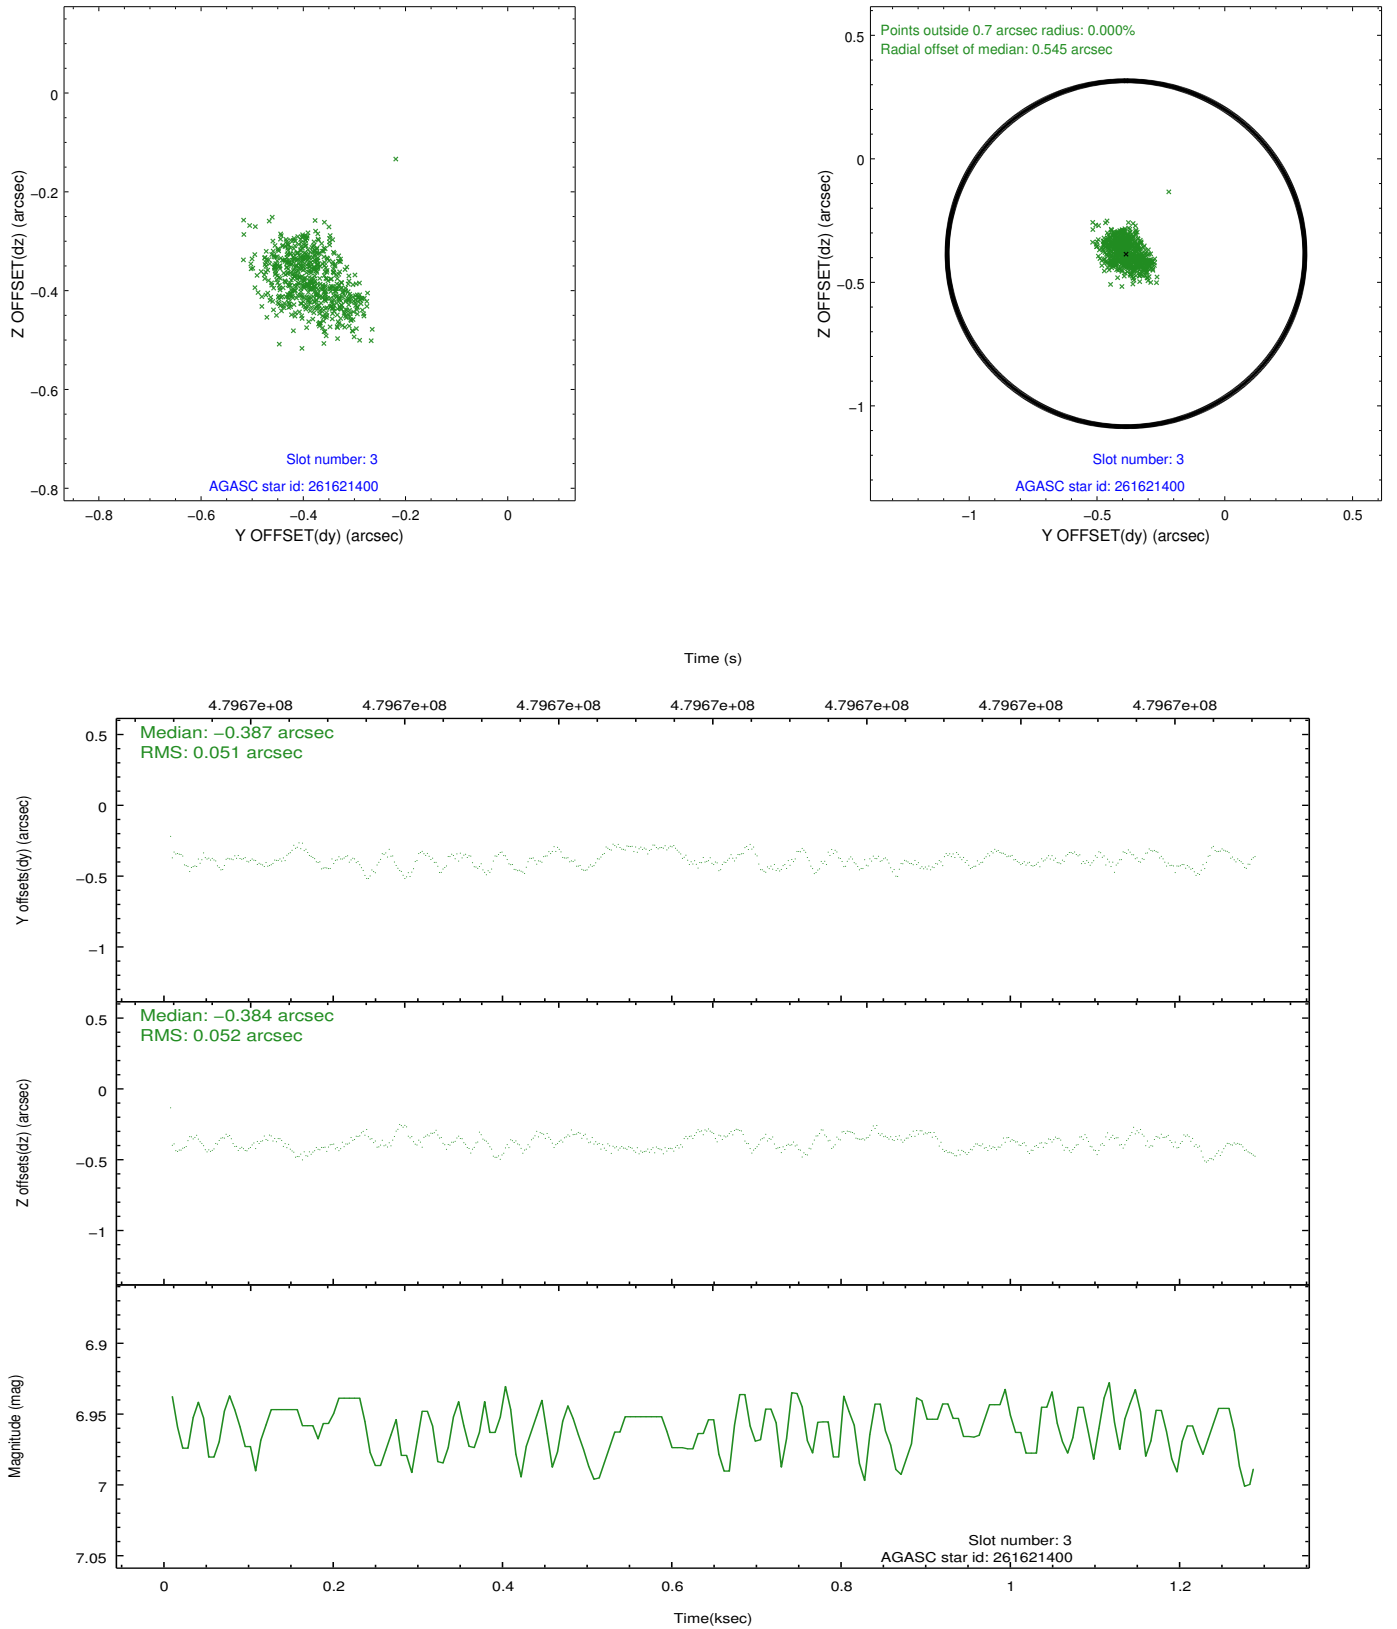 0
−0.2
−0.4
−0.6
−0.8
Z OFFSET(dz) (arcsec)
Slot number: 3
AGASC star id: 261621400
−0.8
−0.6
−0.4
−0.2
0
Y OFFSET(dy) (arcsec)
Points outside 0.7 arcsec radius: 0.000%
Radial offset of median: 0.545 arcsec
0.5
0
−0.5
−1
Z OFFSET(dz) (arcsec)
Slot number: 3
AGASC star id: 261621400
−1
−0.5
0
0.5
Y OFFSET(dy) (arcsec)
Time (s)
4.7967e+08
4.7967e+08
4.7967e+08
4.7967e+08
4.7967e+08
4.7967e+08
4.7967e+08
Median: −0.387 arcsec
RMS: 0.051 arcsec
0.5
0
−0.5
−1
Y offsets(dy) (arcsec)
Median: −0.384 arcsec
RMS: 0.052 arcsec
0.5
0
−0.5
−1
Z offsets(dz) (arcsec)
6.9
6.95
7
7.05
Magnitude (mag)
Slot number: 3
AGASC star id: 261621400
0
0.2
0.4
0.6
0.8
1
1.2
Time(ksec)